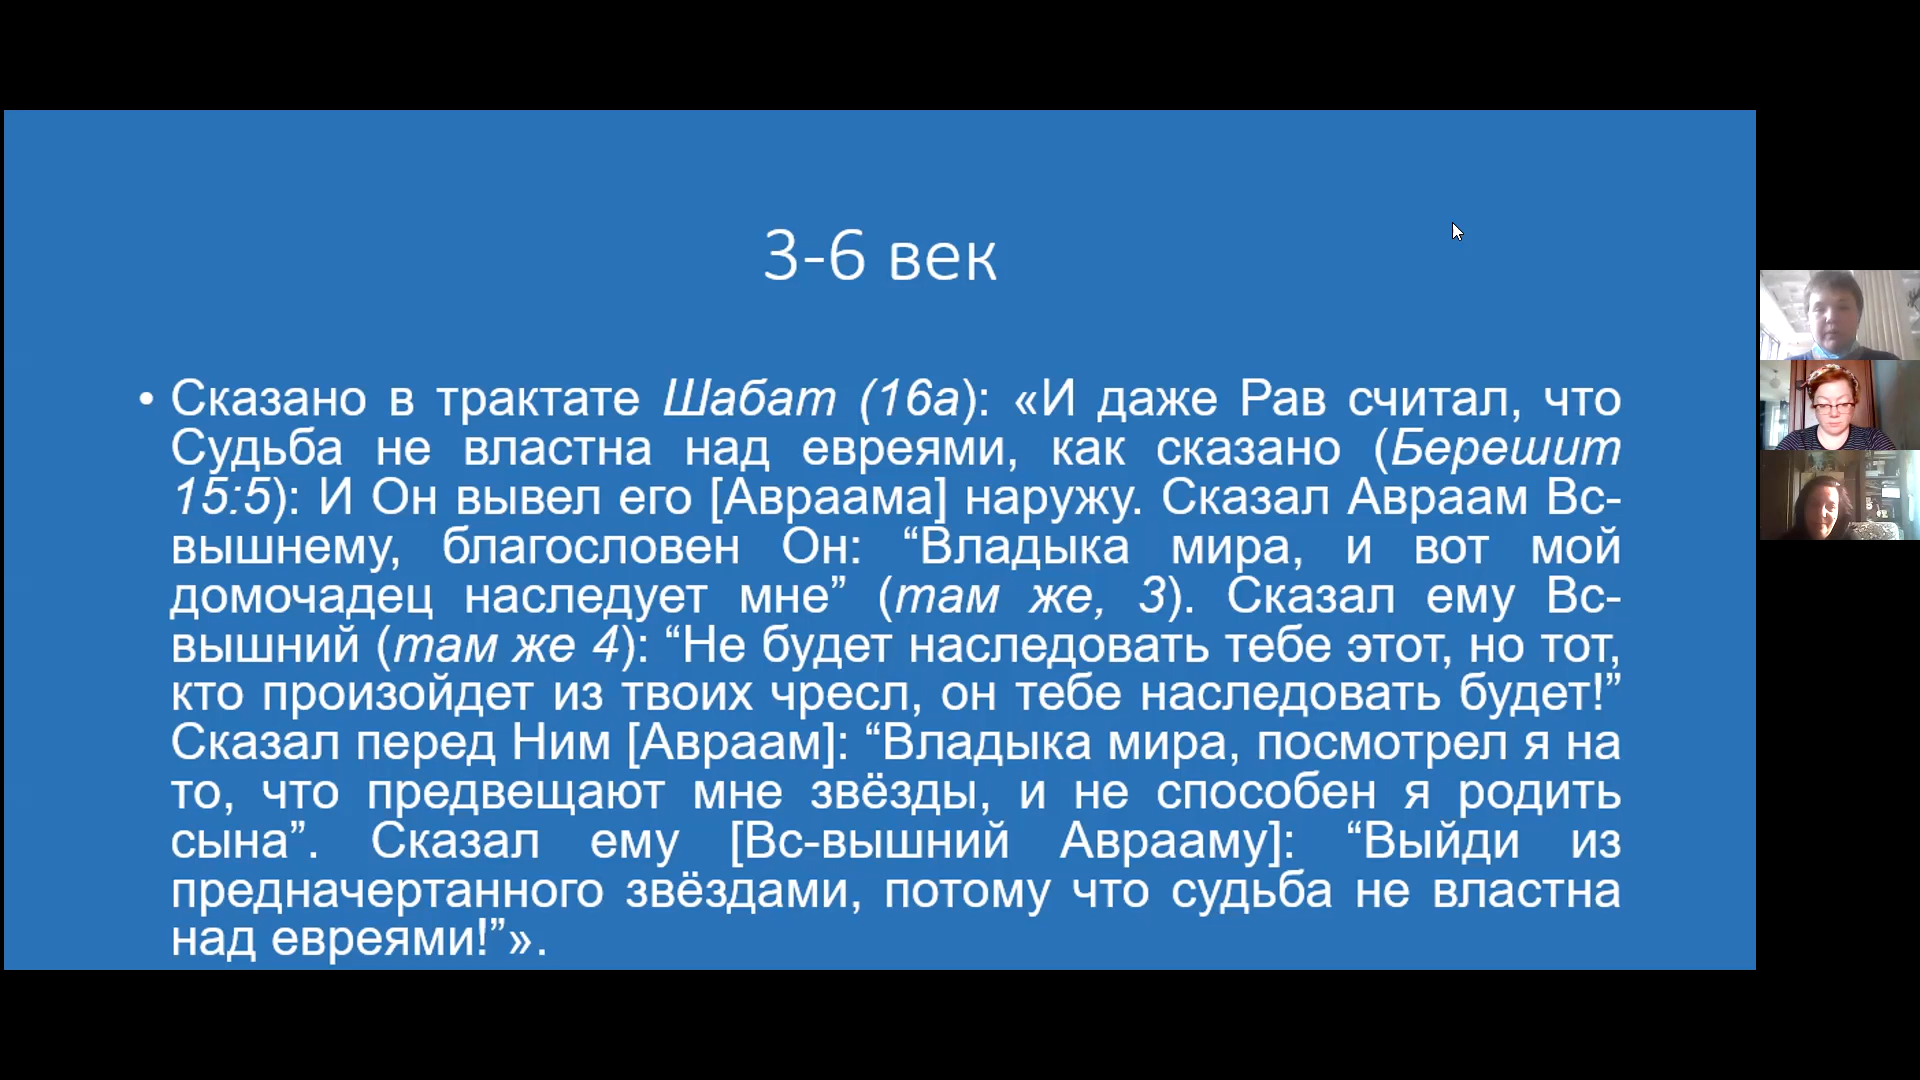 3-6 век
• Сказано в трактате Шабат (16а): «И даже Рав считал, что
Судьба не властна над евреями, как сказано (Берешит
15:5): И Он вывел его [Авраама] наружу. Сказал Авраам Вс-
вышнему, благословен Он: “Владыка мира, и вот мой
домочадец наследует мне” (там же, 3). Сказал ему Вс-
вышний (там же 4): “Не будет наследовать тебе этот, но тот,
кто произойдет из твоих чресл, он тебе наследовать будет!”
Сказал перед Ним [Авраам]: “Владыка мира, посмотрел я на
то, что предвещают мне звёзды, и не способен я родить
сына”. Сказал ему [Вс-вышний Аврааму]: “Выйди из
предначертанного звёздами, потому что судьба не властна
над евреями!”».